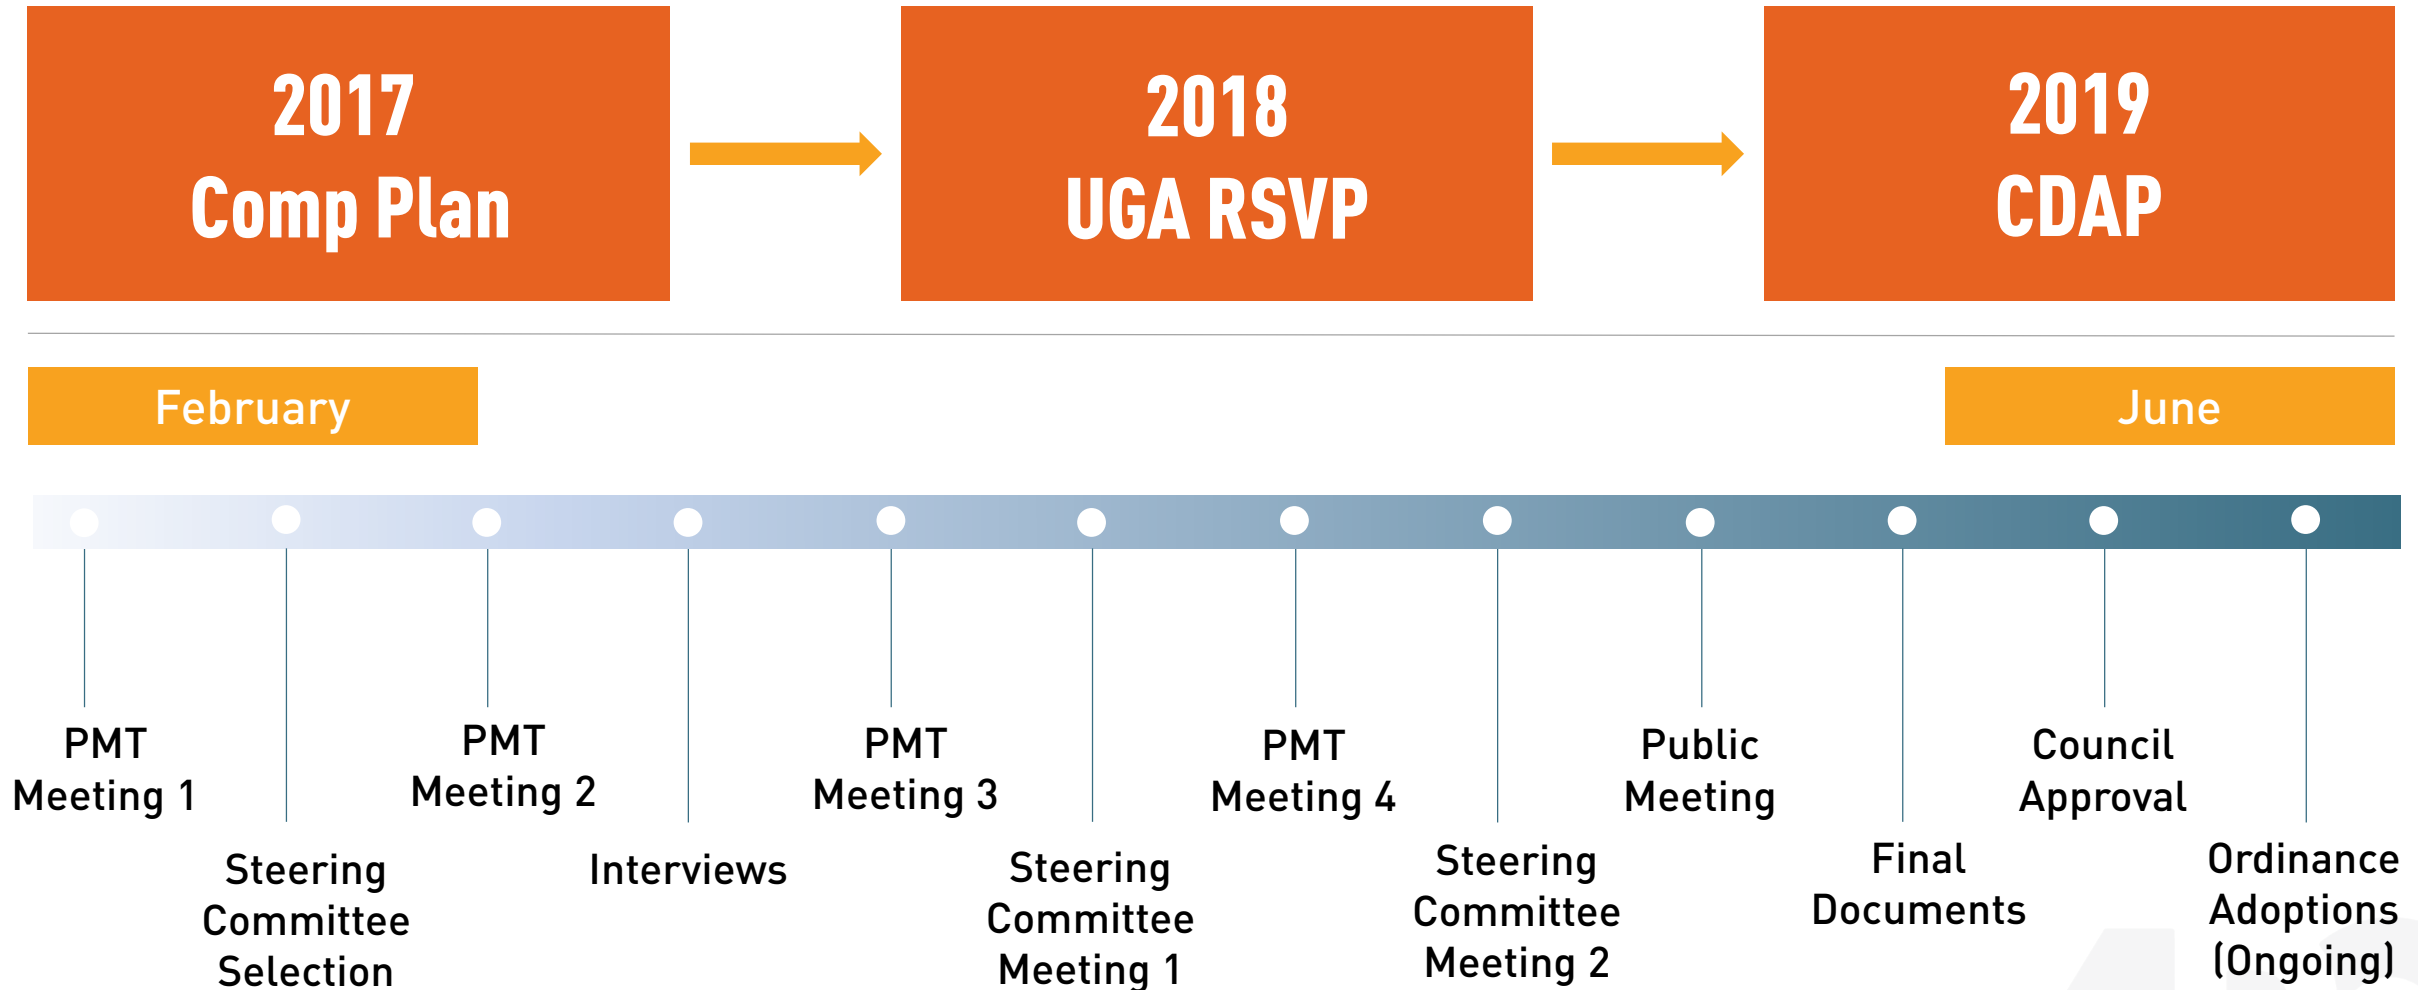 2017
Comp Plan
2018
UGA RSVP
2019
CDAP
February
June
PMT
Meeting 1
Steering
Committee
Selection
PMT
Meeting 2
Interviews
PMT
Meeting 3
Steering
Committee
Meeting 1
PMT
Meeting 4
Steering
Committee
Meeting 2
Public
Meeting
Final
Documents
Council
Approval
Ordinance
Adoptions
(Ongoing)